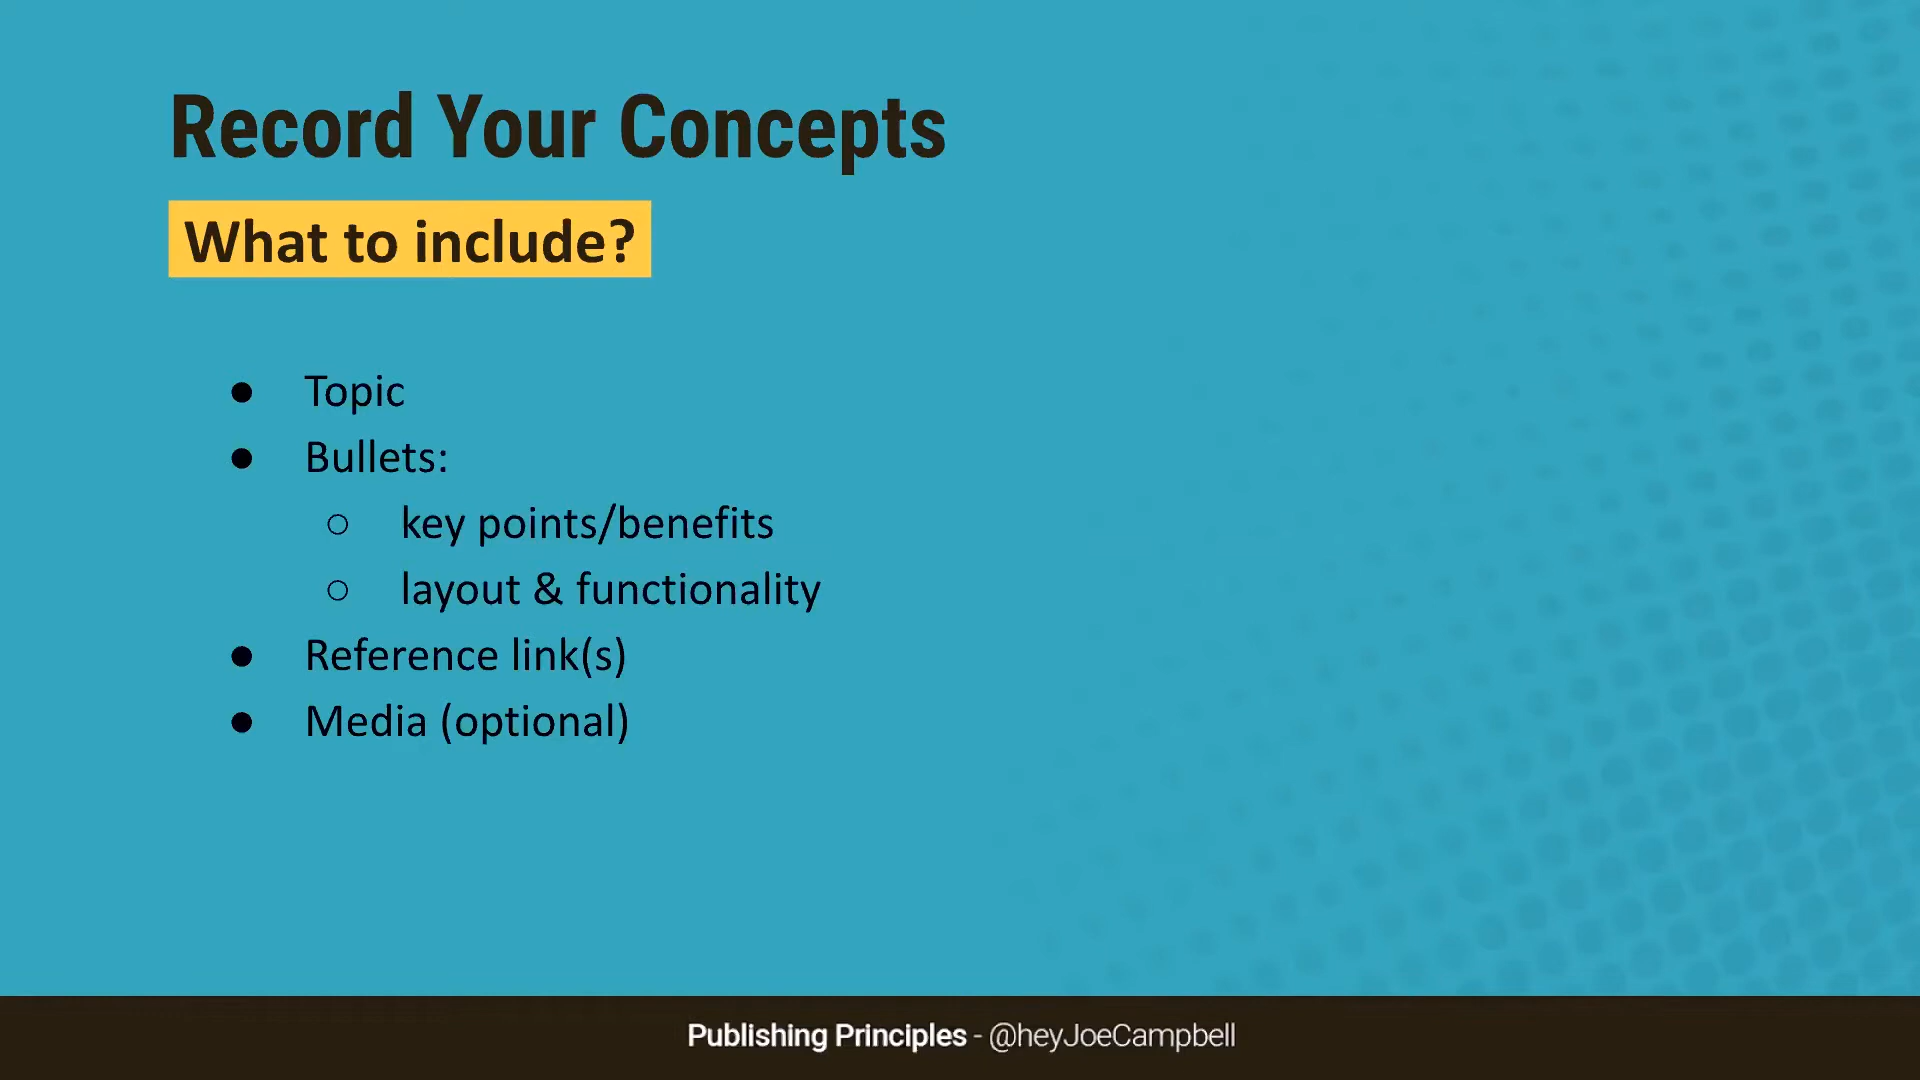 Record Your Concepts
What to include?
● Topic
● Bullets:
○ key points/benefits
○ layout & functionality
● Reference link(s)
● Media (optional)
Publishing Principles - @heyJoeCampbell